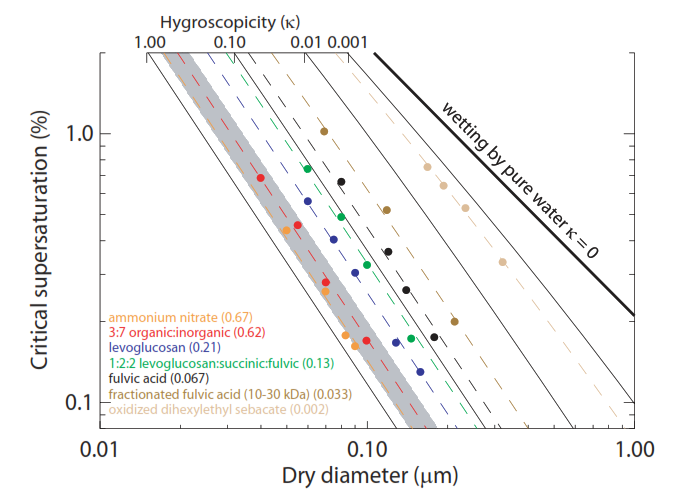 Hygroscopicity (κ)
1.00 0.10 0.01 0.001
Critical supersaturation (%)
1.0
0.1
wetting by pure water κ = 0
ammonium nitrate (0.67)
3:7 organic:inorganic (0.62)
levoglucosan (0.21)
1:2:2 levoglucosan:succinic:fulvic (0.13)
fulvic acid (0.067)
fractionated fulvic acid (10-30 kDa) (0.033)
oxidized dihexylethyl sebacate (0.002)
0.01 0.10 1.00
Dry diameter (μm)